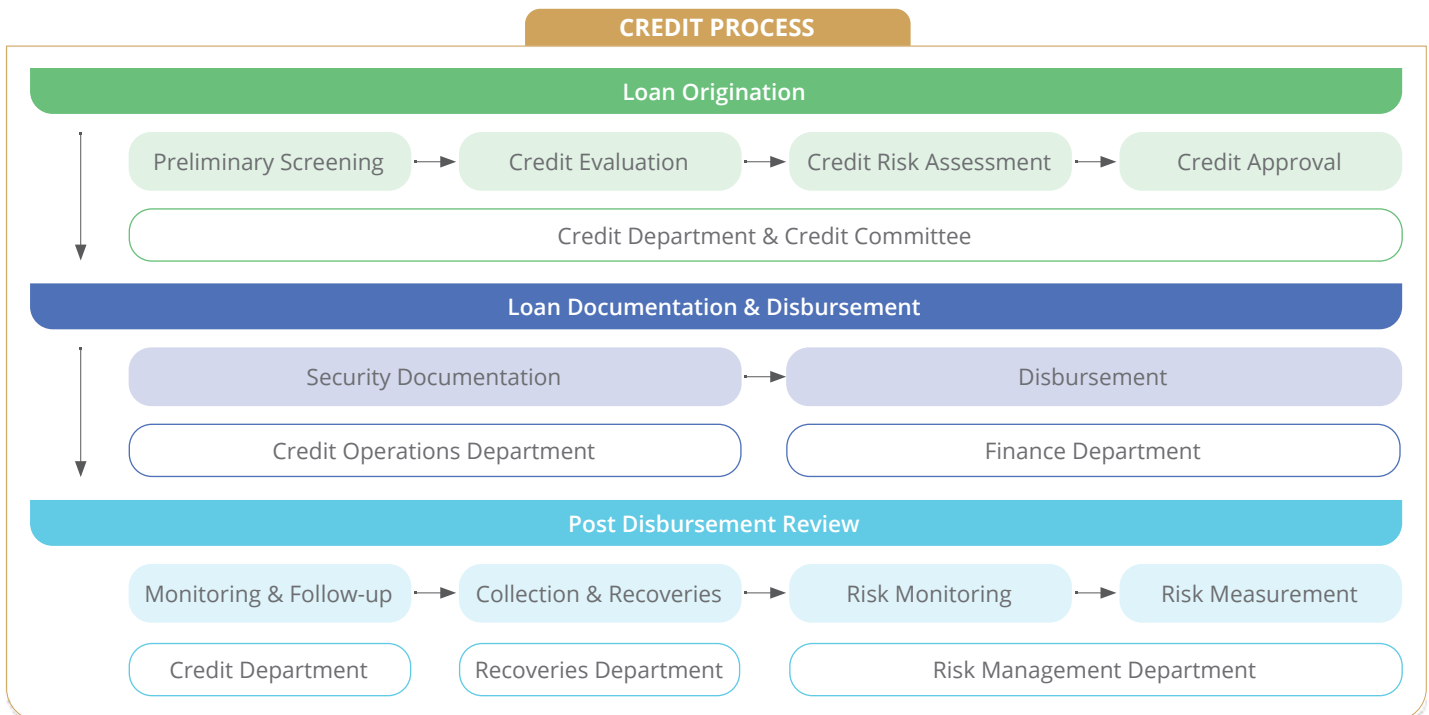 CREDIT PROCESS
Loan Origination
Preliminary Screening
Credit Evaluation
Credit Risk Assessment
Credit Approval
Credit Department & Credit Committee
Loan Documentation & Disbursement
Security Documentation
Disbursement
Credit Operations Department
Finance Department
Post Disbursement Review
Monitoring & Follow-up
Collection & Recoveries
Risk Monitoring
Risk Measurement
Credit Department
Recoveries Department
Risk Management Department